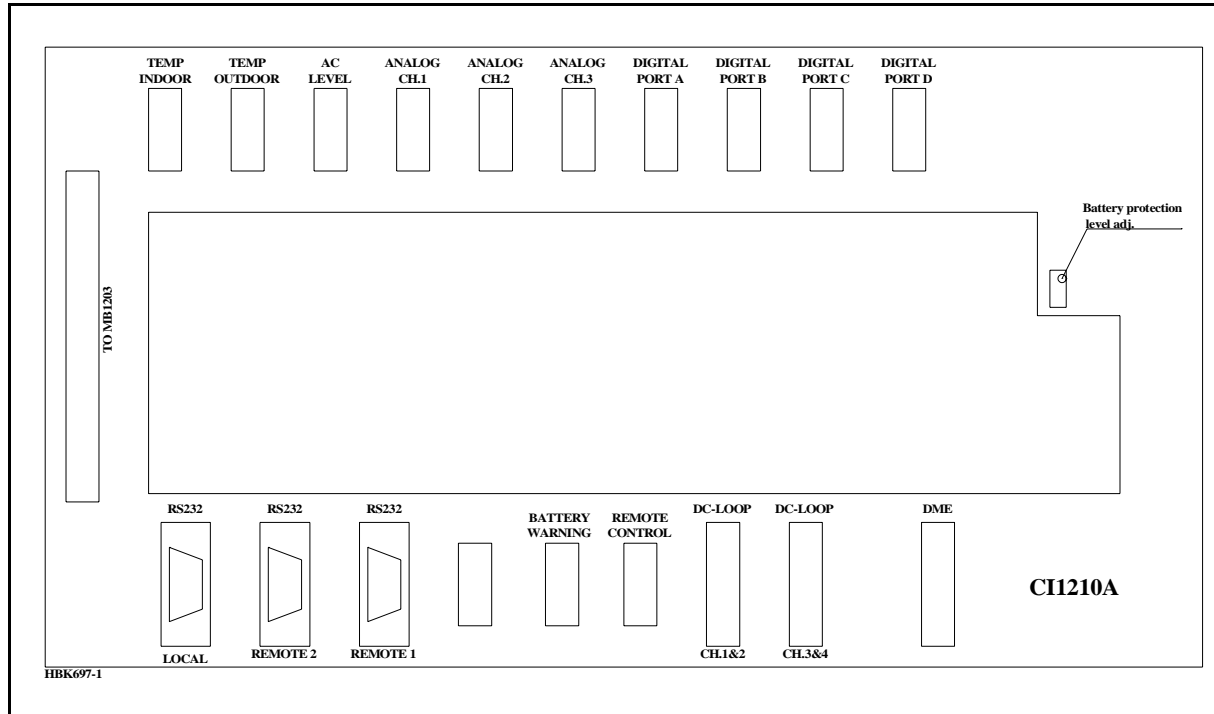 TEMP INDOOR
TEMP OUTDOOR
AC LEVEL
ANALOG CH.1
ANALOG CH.2
ANALOG CH.3
DIGITAL PORT A
DIGITAL PORT B
DIGITAL PORT C
DIGITAL PORT D
Battery protection
level adj.
TO MB1203
RS232
RS232
RS232
BATTERY WARNING
REMOTE CONTROL
DC-LOOP
DC-LOOP
DME
CI1210A
LOCAL
REMOTE 2
REMOTE 1
CH.1&2
CH.3&4
HBK697-1